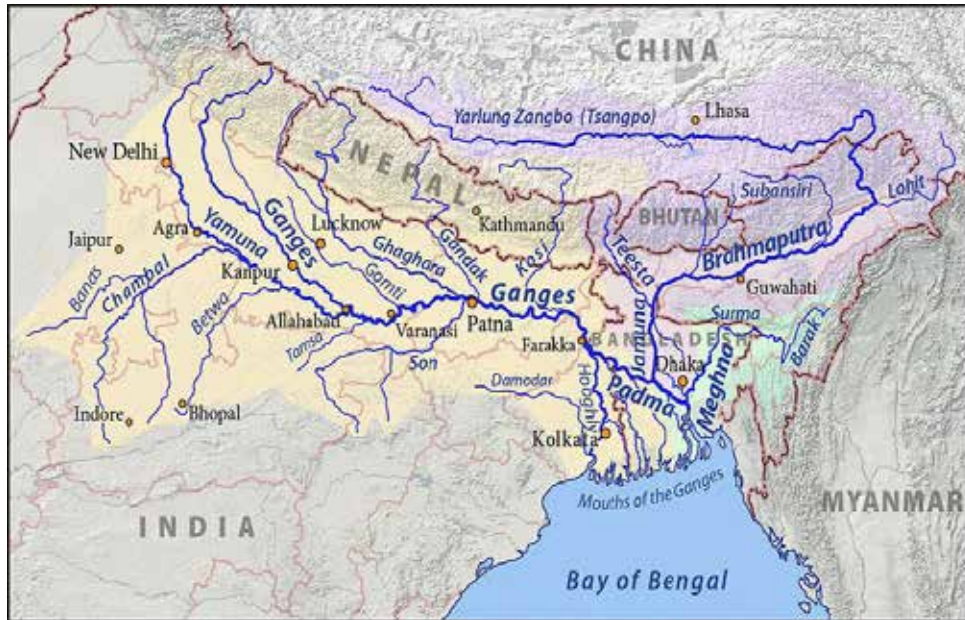 CHINA
Lhasa
Yarlung Zangbo (Tsangpo)
New Delhi
NEPAL
Subansiri
Lohit
BHUTAN
Kathmandu
Lucknow
Ganges
Yamuna
Agra
Jaipur
Ghaghara
Gandak
Kosi
Teesta
Brahmaputra
Guwahati
Banas
Chambal
Kanpur
Gomti
Betwa
Allahabad
Varanasi
Patna
Ganges
Jamuna
Surma
Barak
BANGLADESH
Farakka
Tamsa
Son
Dhaka
Meghna
Padma
Hooghly
Damodar
Indore
Bhopal
Kolkata
Mouths of the Ganges
INDIA
MYANMAR
Bay of Bengal